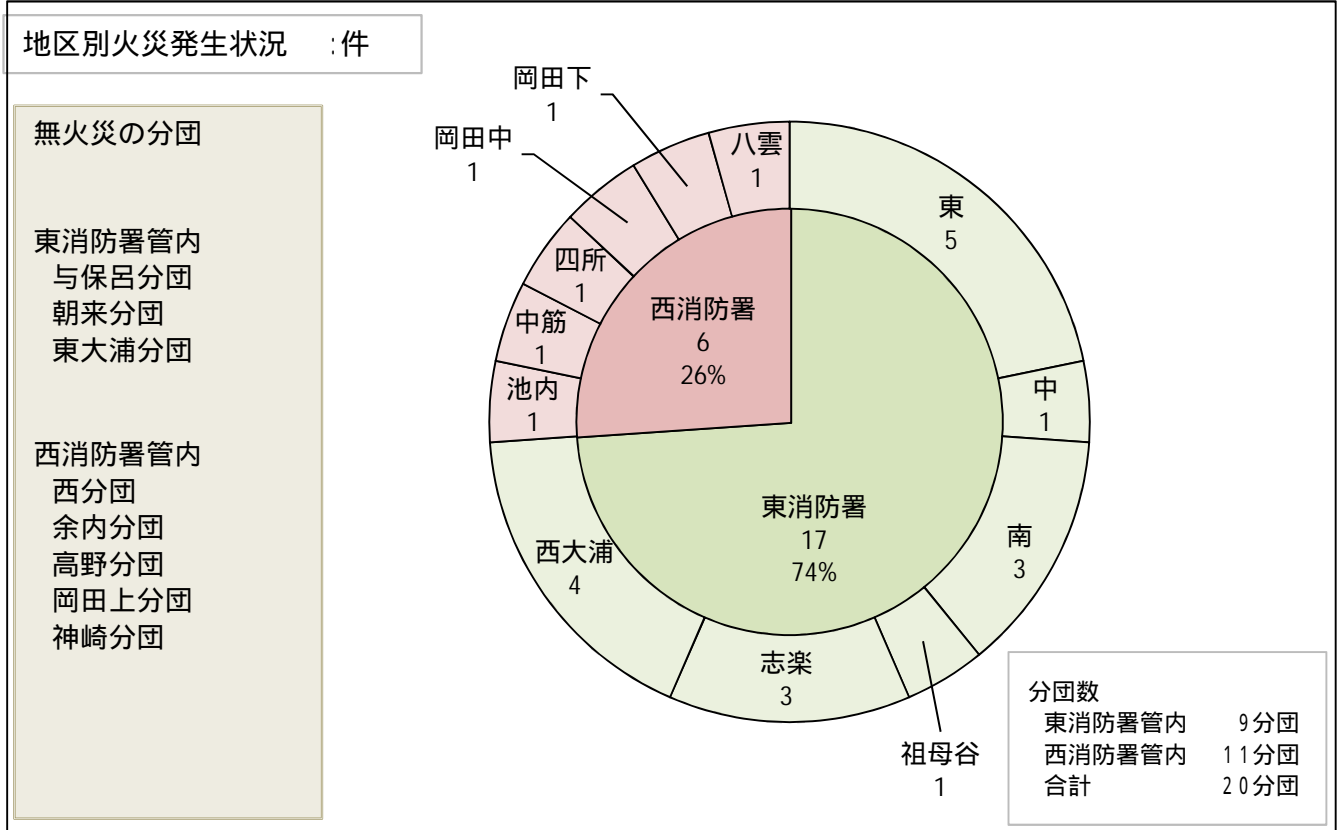 地区別火災発生状況　:件
無火災の分団
東消防署管内
与保呂分団
朝来分団
東大浦分団
西消防署管内
西分団
余内分団
高野分団
岡田上分団
神崎分団
岡田下
1
岡田中
1
八雲
1
四所
1
中筋
1
池内
1
西消防署
6
26%
東
5
中
1
南
3
東消防署
17
74%
西大浦
4
志楽
3
祖母谷
1
分団数
東消防署管内　9分団
西消防署管内　11分団
合計　20分団